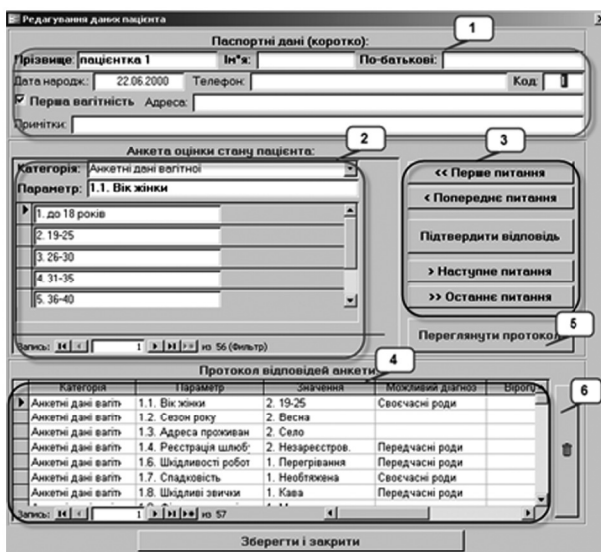 Редагування даних пацієнта
Паспортні дані (коротко):
1
Прізвище: пацієнтка 1 Ім"я: По-батькові:
Дата народж.: 22.06.2000 Телефон: Код:
Перша вагітність Адреса:
Примітки:
Анкета оцінки стану пацієнта:
2
3
Категорія: Анкетні дані вагітної
Параметр: 1.1. Вік жінки
1. до 18 років
2. 19-25
3. 26-30
4. 31-35
5. 36-40
Запись: 1 из 56 (Фильтр)
<< Перше питання
< Попереднє питання
Підтвердити відповідь
> Наступне питання
>> Останнє питання
5
Переглянути протокол
Протокол відповідей анкети
4
6
Категорія Параметр Значення Можливий діагноз
Анкетні дані вагітн 1.1. Вік жінки 2. 19-25 Своєчасні роди
Анкетні дані вагітн 1.2. Сезон року 2. Весна
Анкетні дані вагітн 1.3. Адреса проживан 2. Село
Анкетні дані вагітн 1.4. Реєстрація шлюб 2. Незареєстров. Передчасні роди
Анкетні дані вагітн 1.6. Шкідливості робот 1. Перегрівання Передчасні роди
Анкетні дані вагітн 1.7. Спадковість 1. Необтяжена Своєчасні роди
Анкетні дані вагітн 1.8. Шкідливі звички 1. Кава Передчасні роди
Запись: 1 из 57
Зберегти і закрити